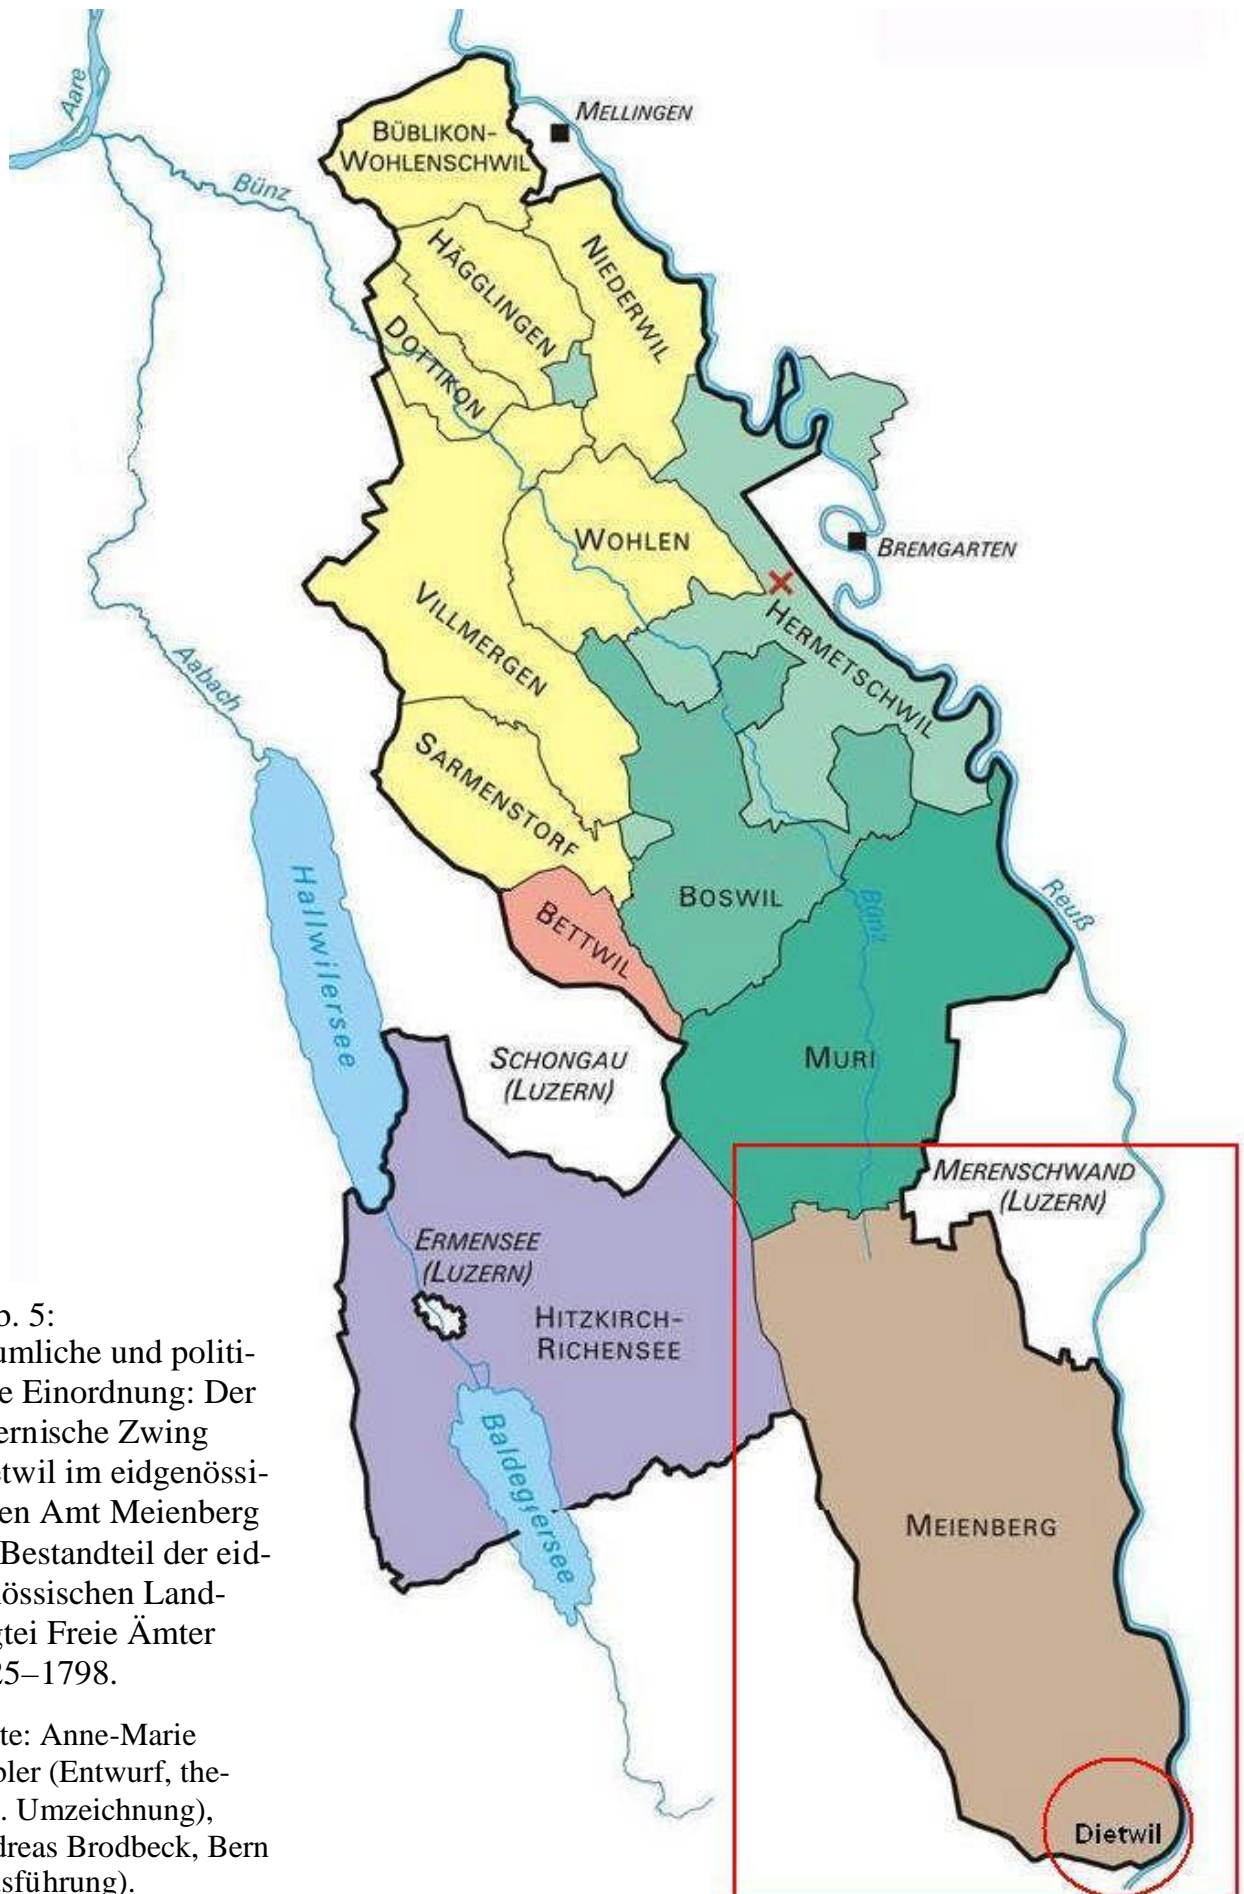 Aare
MELLINGEN
BÜBLIKON-
WOHLENSCHWIL
Bünz
HÄGGLINGEN
NIEDERWIL
DOTTIKON
WOHLEN
BREMGARTEN
VILLMERGEN
HERMETSCHWIL
Aabach
SARMENSTORF
Hallwilersee
BOSWIL
Bünz
Reuß
BETTWIL
SCHONGAU
(LUZERN)
MURI
MERENSCHWAND
(LUZERN)
ERMENSEE
(LUZERN)
HITZKIRCH-
RICHENSEE
Baldeggersee
MEIENBERG
Dietwil
b. 5:
umliche und politi-
e Einordnung: Der
ernische Zwing
etwil im eidgenössi-
en Amt Meienberg
Bestandteil der eid-
össischen Land-
gtei Freie Ämter
25–1798.
te: Anne-Marie
bler (Entwurf, the-
. Umzeichnung),
dreas Brodbeck, Bern
usführung).